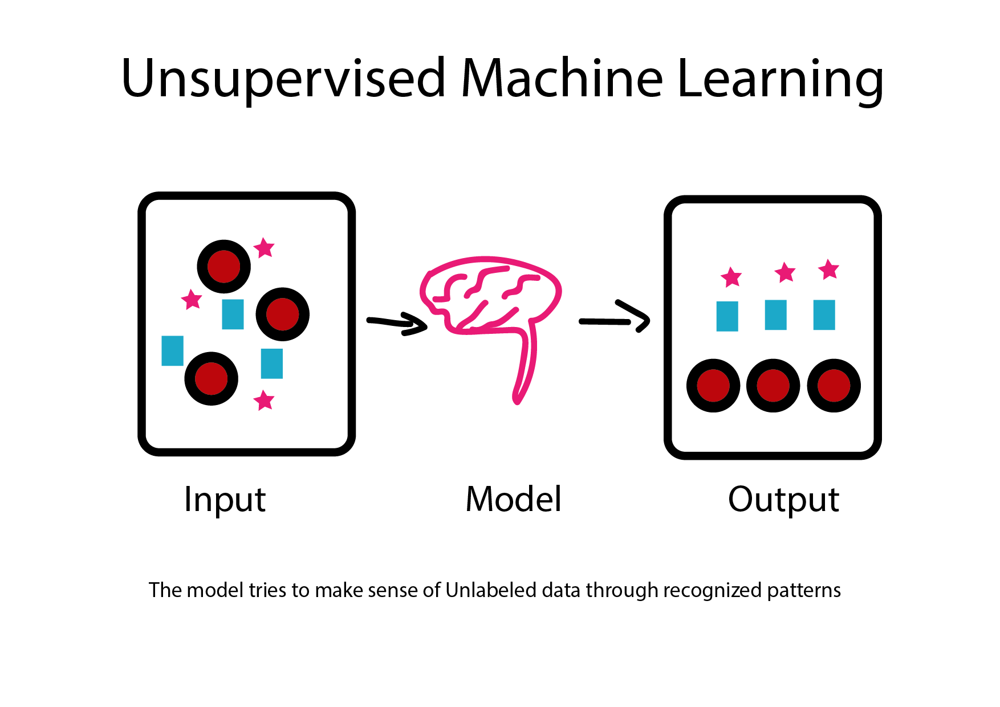 Unsupervised Machine Learning
Input
Model
Output
The model tries to make sense of Unlabeled data through recognized patterns